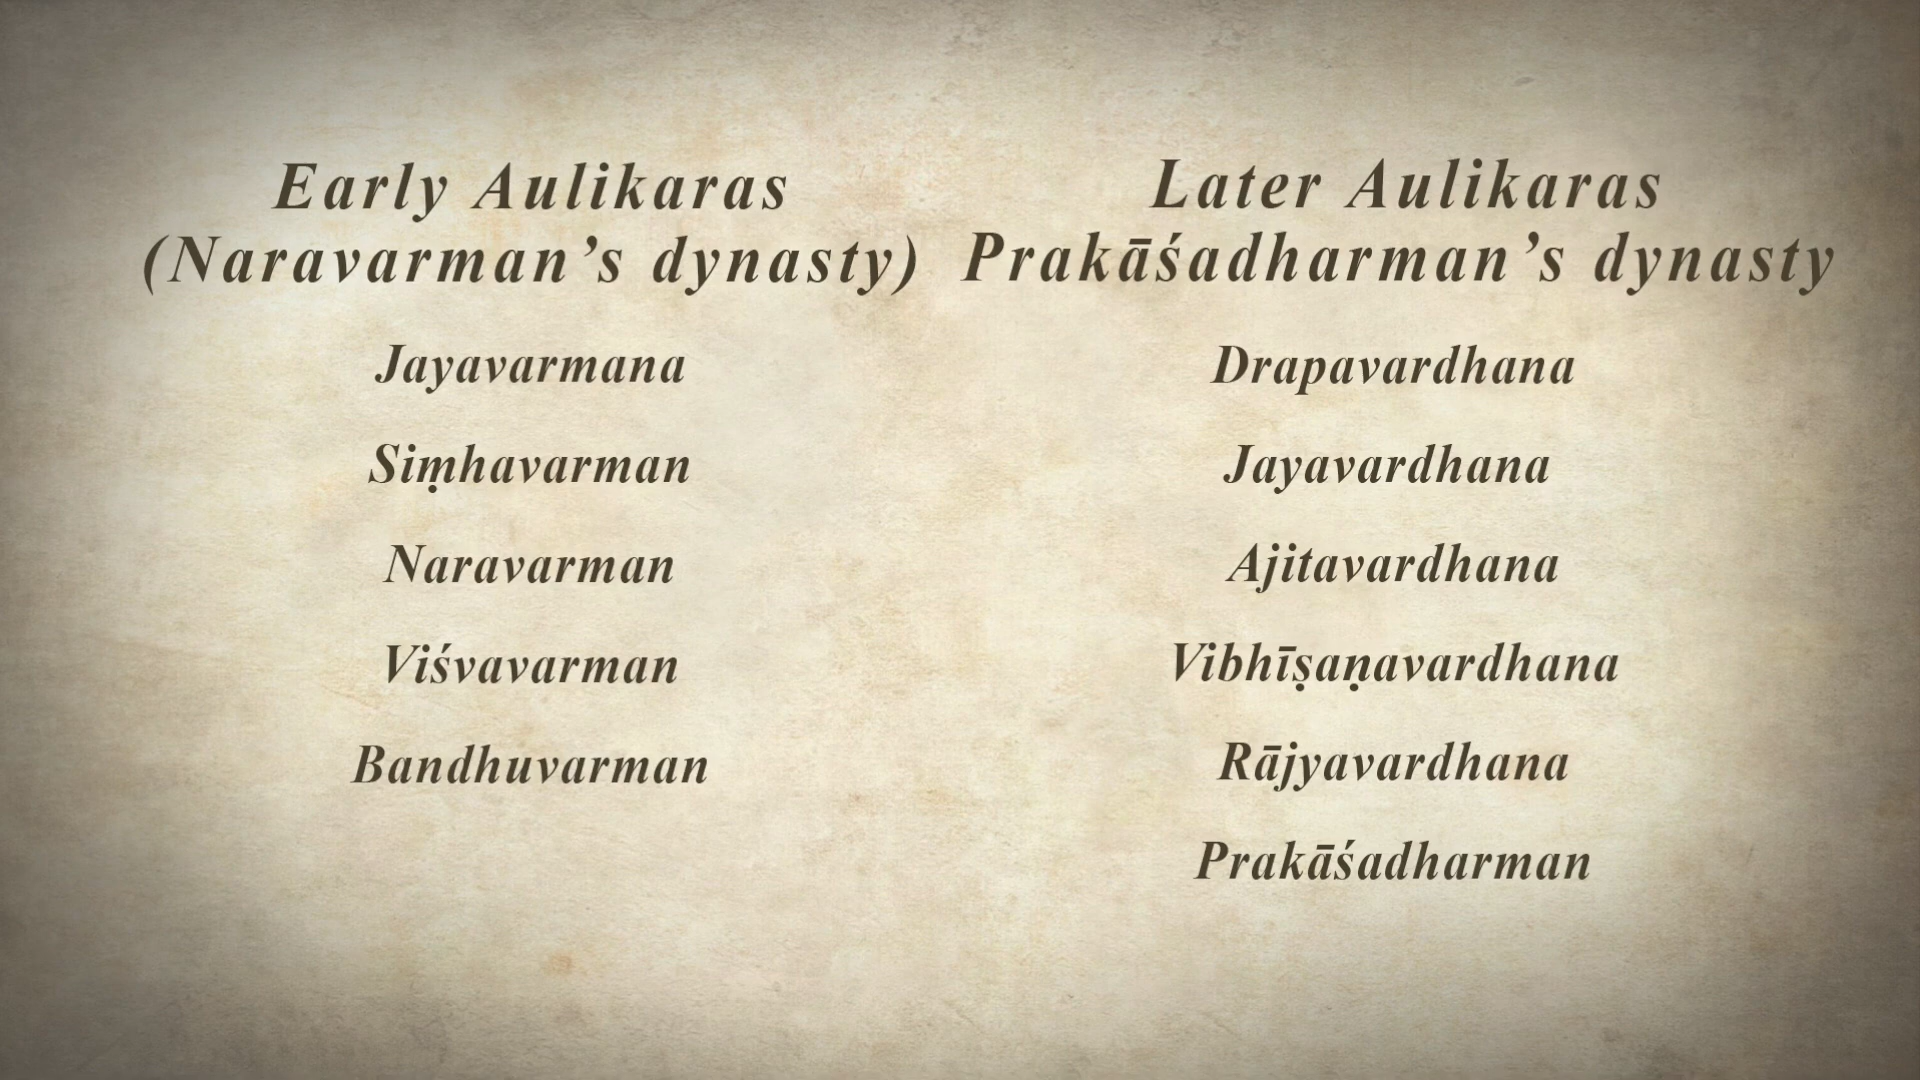 Early Aulikaras
(Naravarman’s dynasty)
Jayavarmana
Siṃhavarman
Naravarman
Viśvavarman
Bandhuvarman
Later Aulikaras
Prakāśadharman’s dynasty
Drapavardhana
Jayavardhana
Ajitavardhana
Vibhīṣaṇavardhana
Rājyavardhana
Prakāśadharman